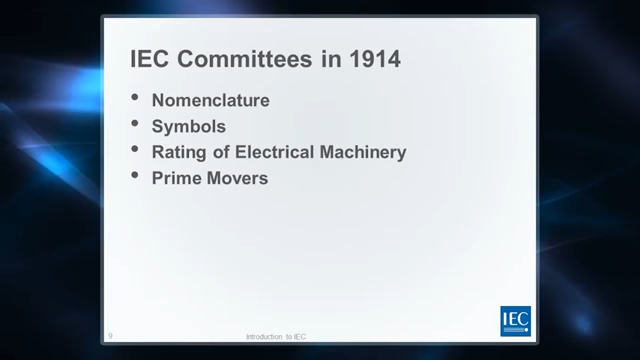 IEC Committees in 1914
• Nomenclature
• Symbols
• Rating of Electrical Machinery
• Prime Movers
9
Introduction to IEC
IEC